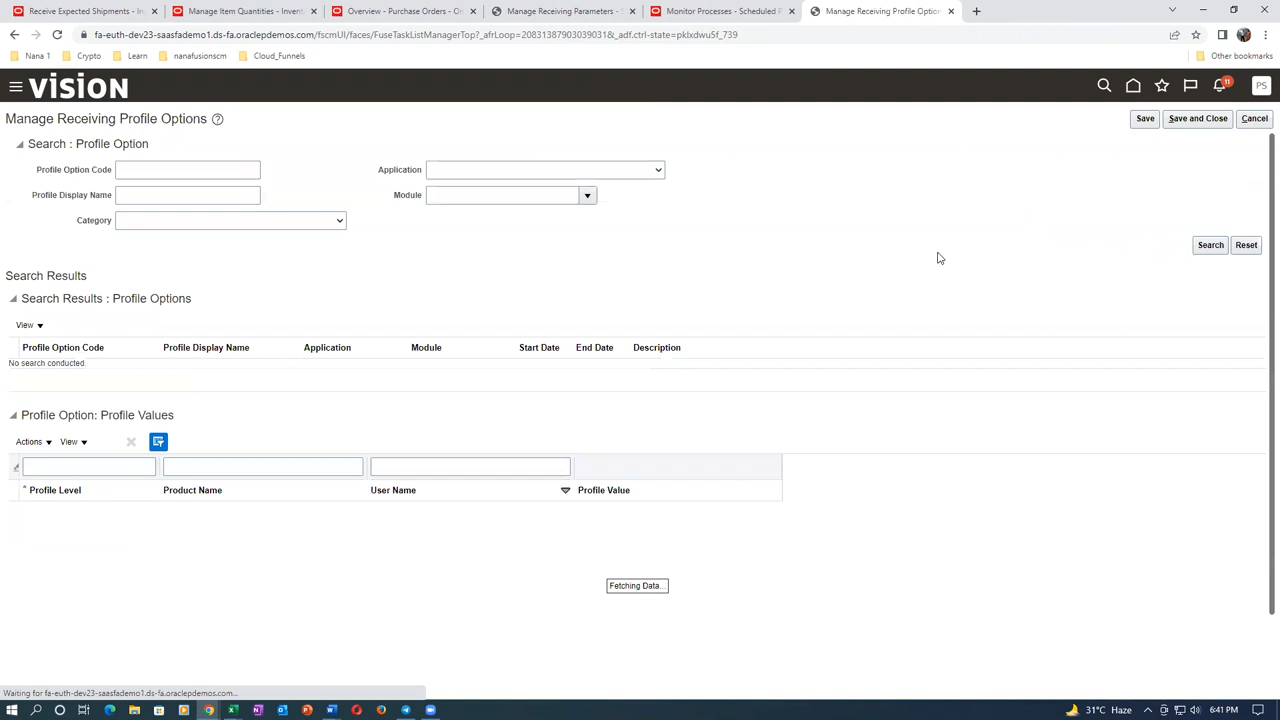 Receive Expected Shipments - In
Manage Item Quantities - Invent
Overview - Purchase Orders - Or
Manage Receiving Parameters - S
Monitor Processes - Scheduled P
Manage Receiving Profile Option
fa-euth-dev23-saasfademo1.ds-fa.oraclepdemos.com/fscmUI/faces/FuseTaskListManagerTop?_afrLoop=20831387903039031&_adf.ctrl-state=pklxdwu5f_739
Nana 1 Crypto Learn nanafusionscm Cloud_Funnels Other bookmarks
VISION 11 PS
Manage Receiving Profile Options ? Save Save and Close Cancel
Search : Profile Option
Profile Option Code Application
Profile Display Name Module
Category
Search Reset
Search Results
Search Results : Profile Options
View
Profile Option Code Profile Display Name Application Module Start Date End Date Description
No search conducted.
Profile Option: Profile Values
Actions View
* Profile Level Product Name User Name Profile Value
Fetching Data...
Waiting for fa-euth-dev23-saasfademo1.ds-fa.oraclepdemos.com...
31°C Haze 6:41 PM